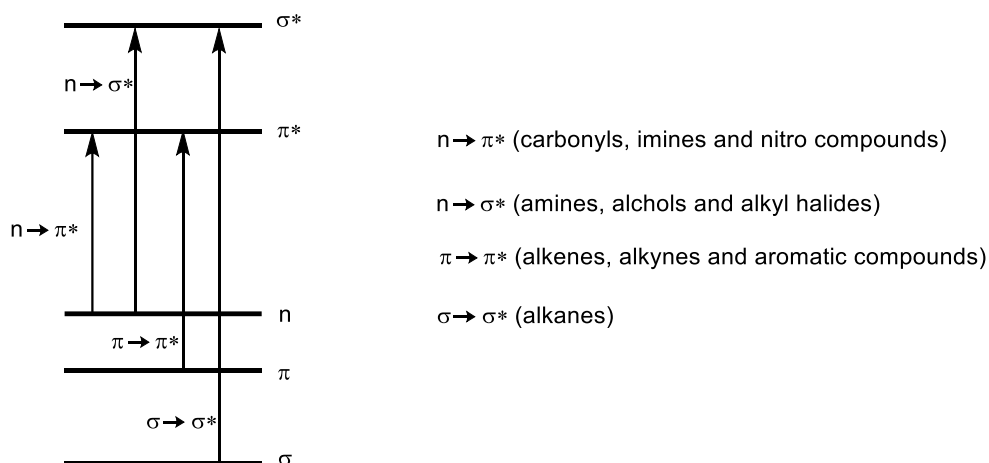 σ*
n→ σ*
π*
n→ π* (carbonyls, imines and nitro compounds)
n→ σ* (amines, alchols and alkyl halides)
n→ π*
π→ π* (alkenes, alkynes and aromatic compounds)
n
σ→ σ* (alkanes)
π→ π*
π
σ→ σ*
σ